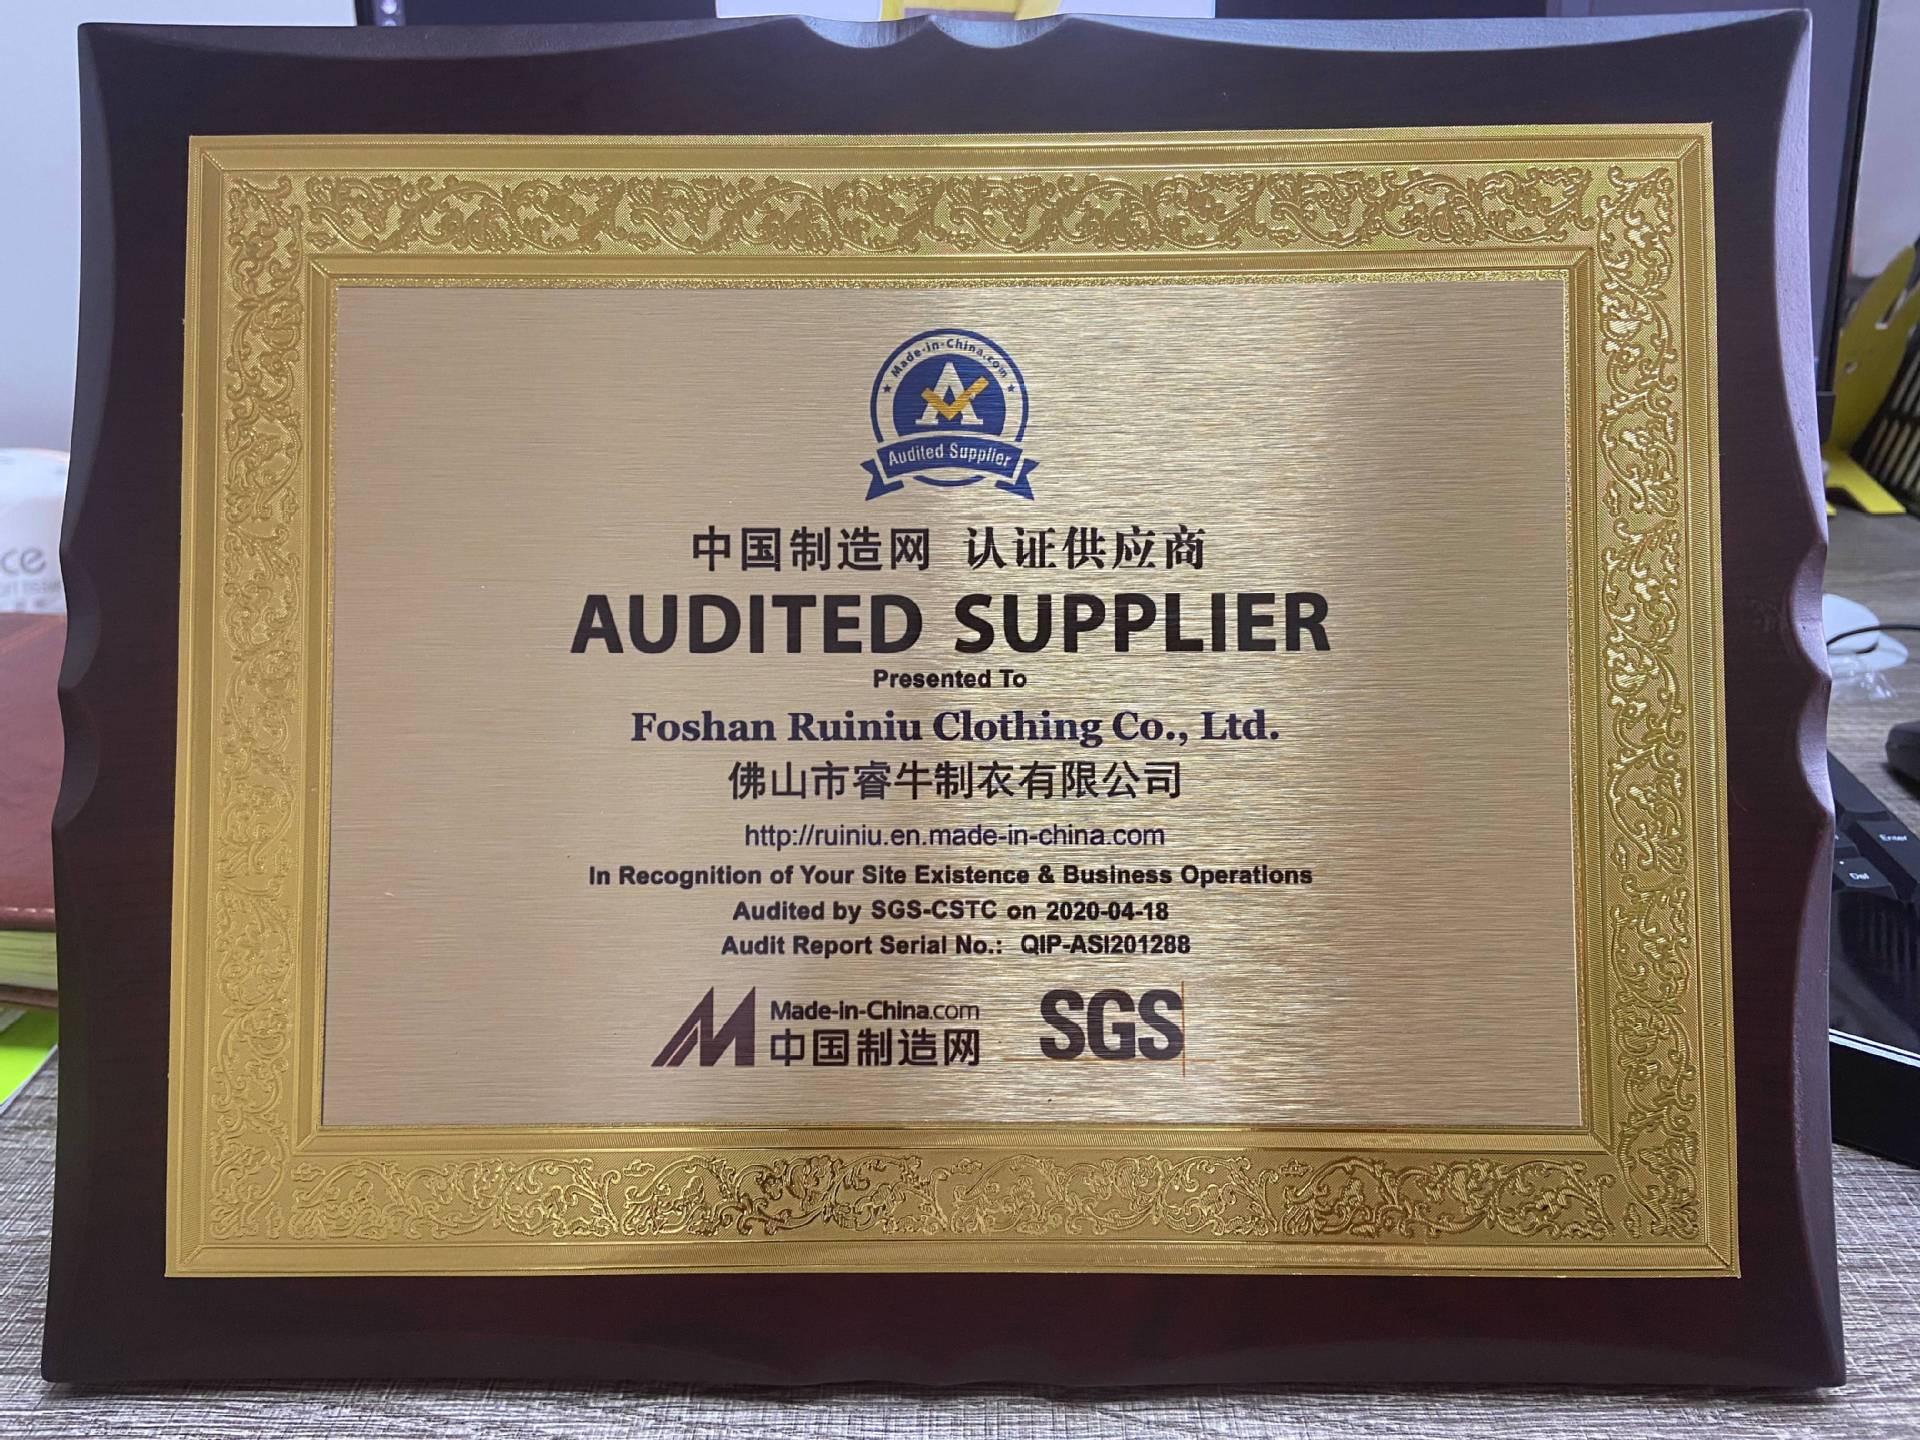 Made-in-China.com
A
Audited Supplier
中国制造网 认证供应商
AUDITED SUPPLIER
Presented To
Foshan Ruiniu Clothing Co., Ltd.
佛山市睿牛制衣有限公司
http://ruiniu.en.made-in-china.com
In Recognition of Your Site Existence & Business Operations
Audited by SGS-CSTC on 2020-04-18
Audit Report Serial No.: QIP-ASI201288
Made-in-China.com
中国制造网
SGS
Enter
Del